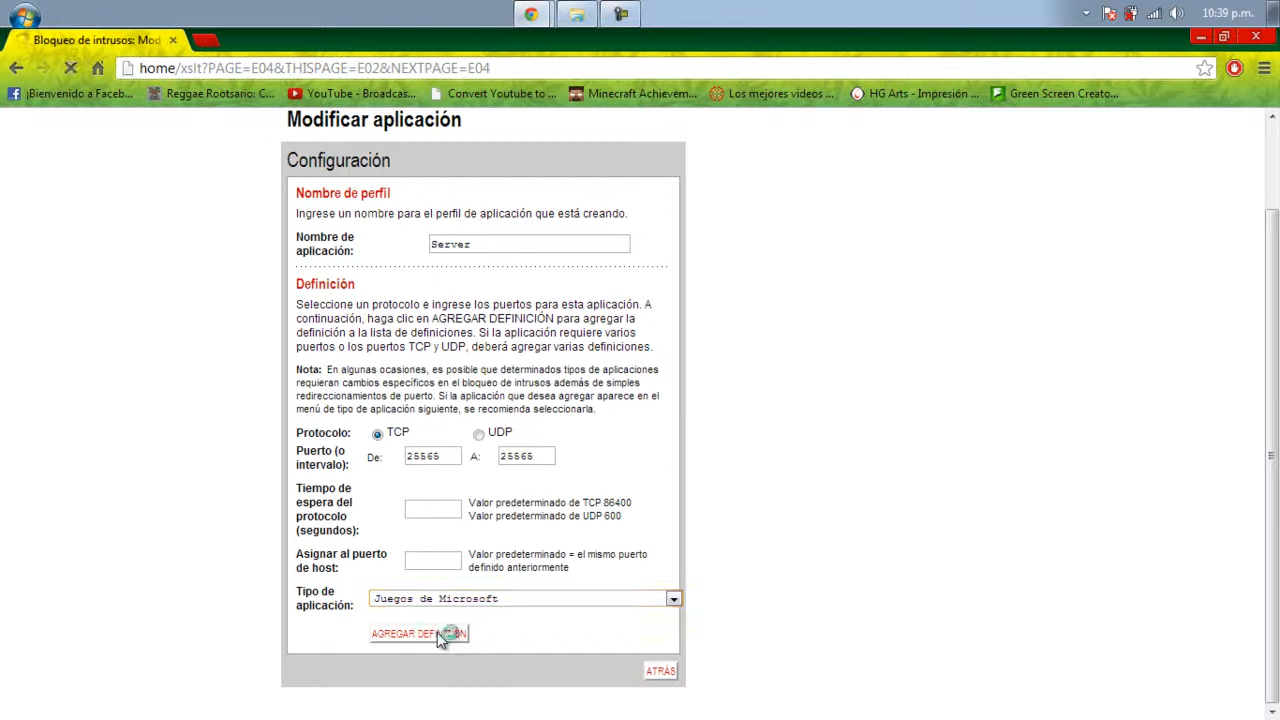 10:39 p.m.
Bloqueo de intrusos: Mod
home/xslt?PAGE=E04&THISPAGE=E02&NEXTPAGE=E04
¡Bienvenido a Faceb...
Reggae Rootsario: C...
YouTube - Broadcas...
Convert Youtube to ...
Minecraft Achievem...
Los mejores videos ...
HG Arts - Impresión ...
Green Screen Creato...
Modificar aplicación
Configuración
Nombre de perfil
Ingrese un nombre para el perfil de aplicación que está creando.
Nombre de
aplicación:
Server
Definición
Seleccione un protocolo e ingrese los puertos para esta aplicación. A
continuación, haga clic en AGREGAR DEFINICIÓN para agregar la
definición a la lista de definiciones. Si la aplicación requiere varios
puertos o los puertos TCP y UDP, deberá agregar varias definiciones.
Nota: En algunas ocasiones, es posible que determinados tipos de aplicaciones
requieran cambios específicos en el bloqueo de intrusos además de simples
redireccionamientos de puerto. Si la aplicación que desea agregar aparece en el
menú de tipo de aplicación siguiente, se recomienda seleccionarla.
Protocolo: TCP UDP
Puerto (o
intervalo):
De: 25565 A: 25565
Tiempo de
espera del
protocolo
(segundos):
Valor predeterminado de TCP 86400
Valor predeterminado de UDP 600
Asignar al puerto
de host:
Valor predeterminado = el mismo puerto
definido anteriormente
Tipo de
aplicación:
Juegos de Microsoft
AGREGAR DEFINICIÓN
ATRÁS